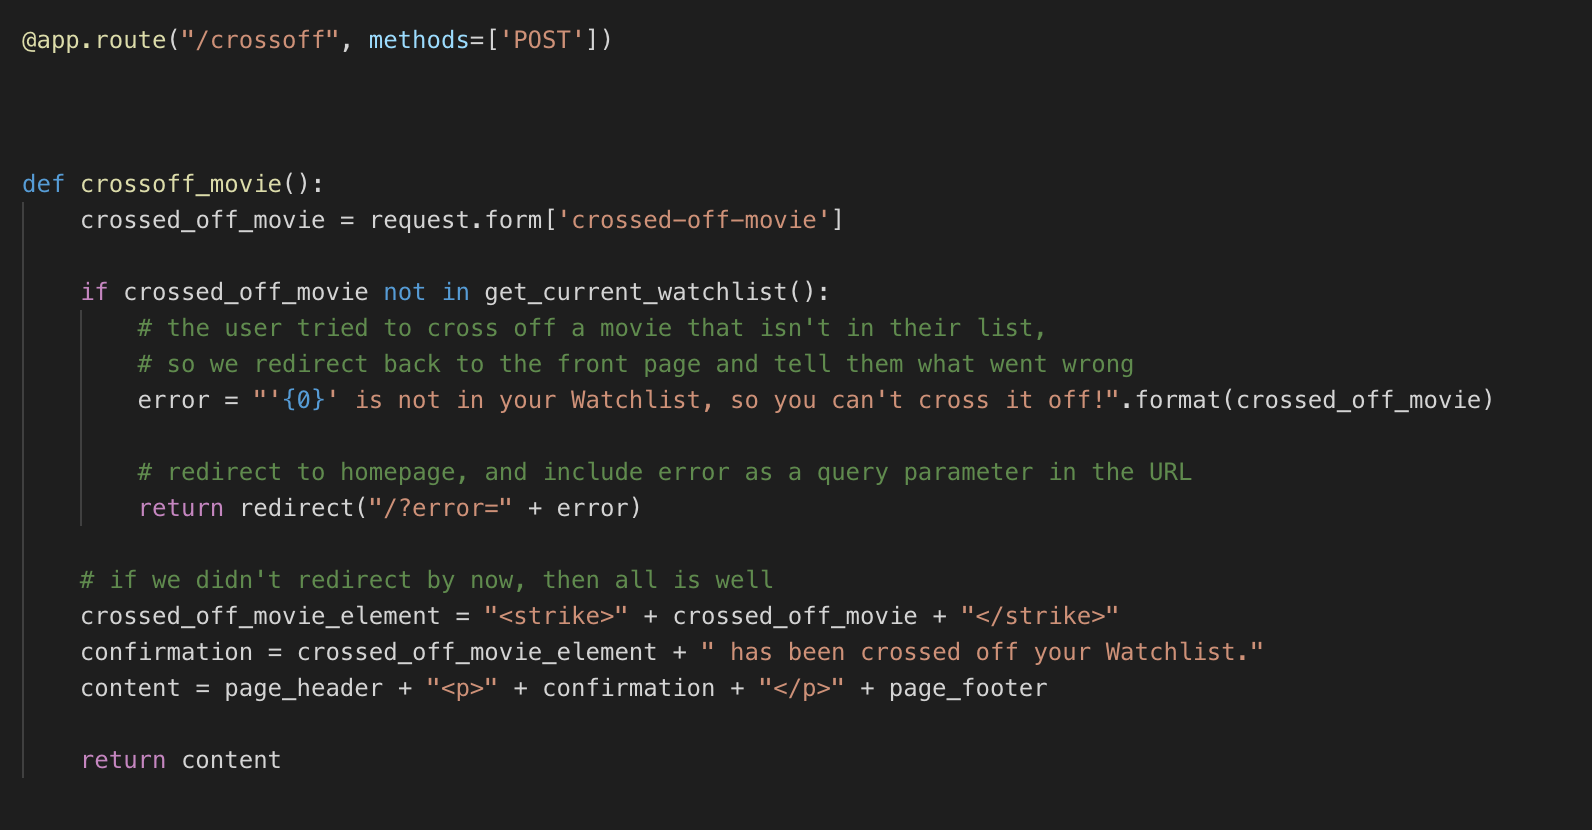 @app.route("/crossoff", methods=['POST'])
def crossoff_movie():
    crossed_off_movie = request.form['crossed-off-movie']
    if crossed_off_movie not in get_current_watchlist():
        # the user tried to cross off a movie that isn't in their list,
        # so we redirect back to the front page and tell them what went wrong
        error = "'{0}' is not in your Watchlist, so you can't cross it off!".format(crossed_off_movie)
        # redirect to homepage, and include error as a query parameter in the URL
        return redirect("/?error=" + error)
    # if we didn't redirect by now, then all is well
    crossed_off_movie_element = "<strike>" + crossed_off_movie + "</strike>"
    confirmation = crossed_off_movie_element + " has been crossed off your Watchlist."
    content = page_header + "<p>" + confirmation + "</p>" + page_footer
    return content